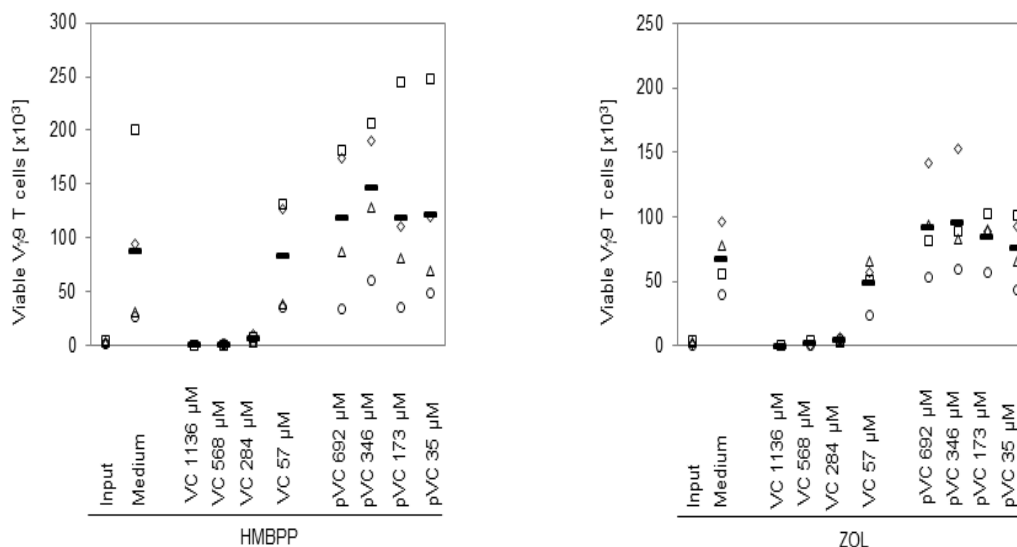 Viable Vγ9 T cells [x10³]
300
250
200
150
100
50
0
Input
Medium
VC 1136 µM
VC 568 µM
VC 284 µM
VC 57 µM
pVC 692 µM
pVC 346 µM
pVC 173 µM
pVC 35 µM
HMBPP
Viable Vγ9 T cells [x10³]
250
200
150
100
50
0
Input
Medium
VC 1136 µM
VC 568 µM
VC 284 µM
VC 57 µM
pVC 692 µM
pVC 346 µM
pVC 173 µM
pVC 35 µM
ZOL